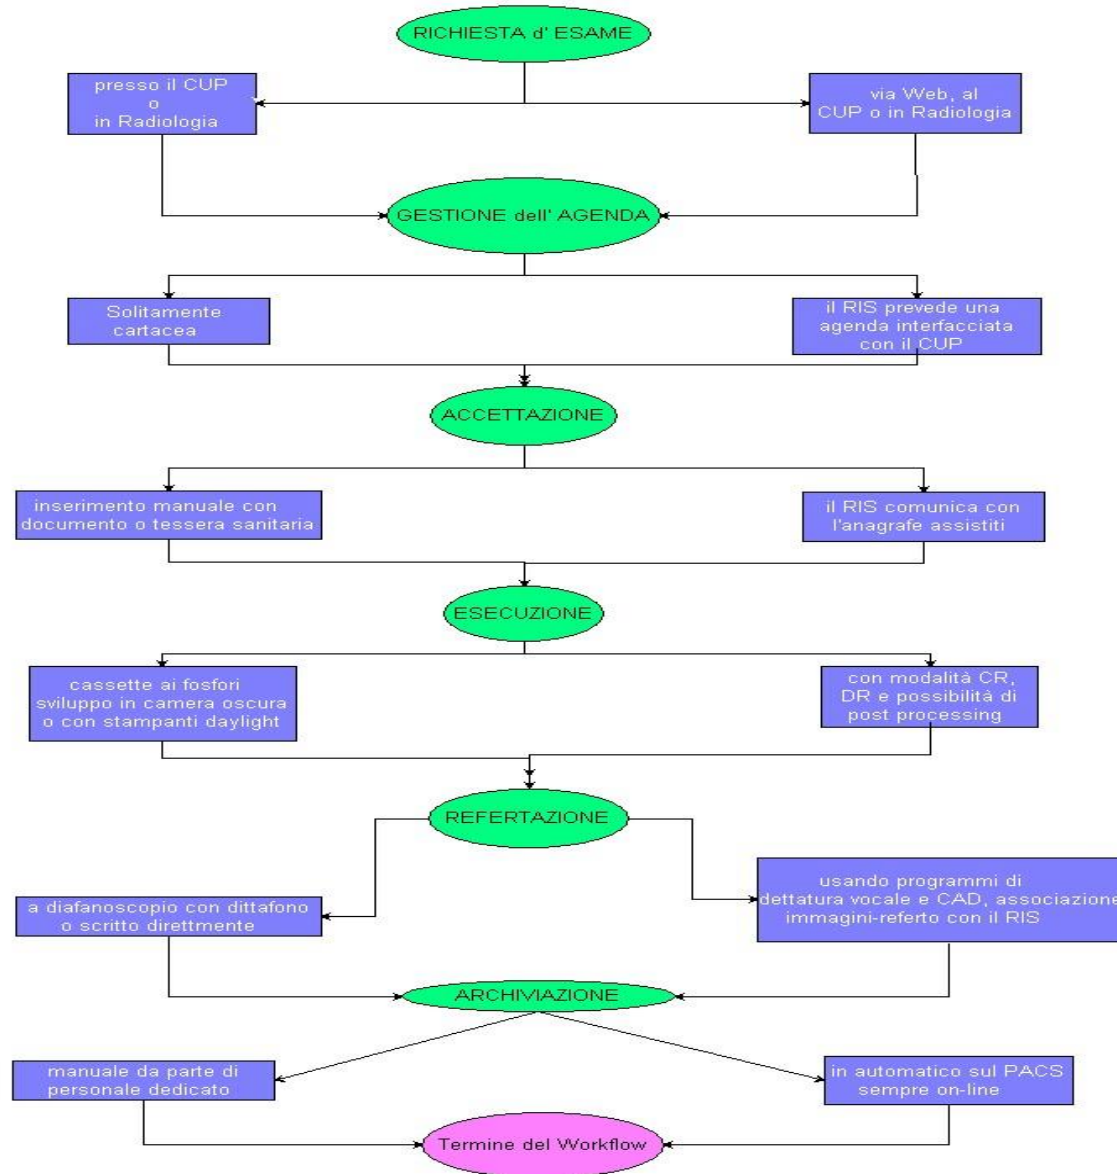 RICHIESTA d' ESAME
presso il CUP
o
in Radiologia
via Web, al
CUP o in Radiologia
GESTIONE dell' AGENDA
Solitamente
cartacea
il RIS prevede una
agenda interfacciata
con il CUP
ACCETTAZIONE
inserimento manuale con
documento o tessera sanitaria
il RIS comunica con
l'anagrafe assistiti
ESECUZIONE
cassette ai fosfori
sviluppo in camera oscura
o con stampanti daylight
con modalità CR,
DR e possibilità di
post processing
REFERTAZIONE
a diafanoscopio con dittafono
o scritto direttmente
usando programmi di
dettatura vocale e CAD, associazione
immagini-referto con il RIS
ARCHIVIAZIONE
manuale da parte di
personale dedicato
in automatico sul PACS
sempre on-line
Termine del Workflow